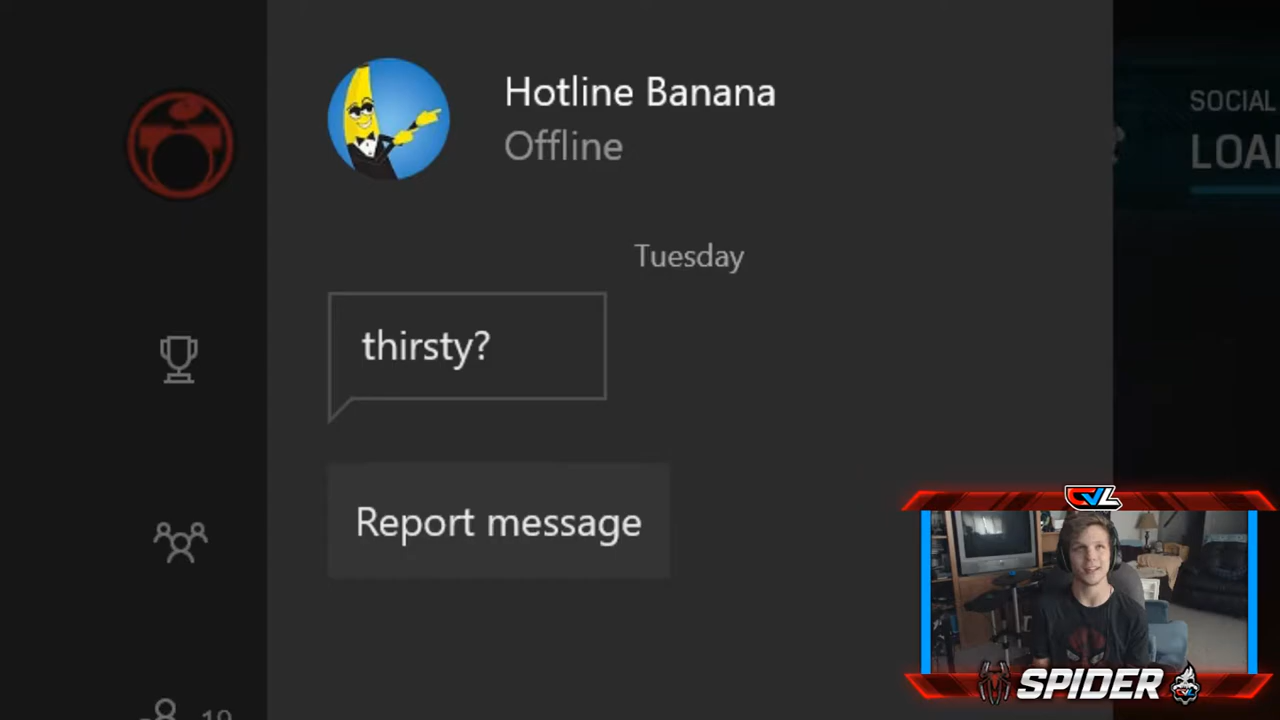 Hotline Banana
Offline
SOCIAL
LOA
Tuesday
thirsty?
Report message
CVL
SPIDER